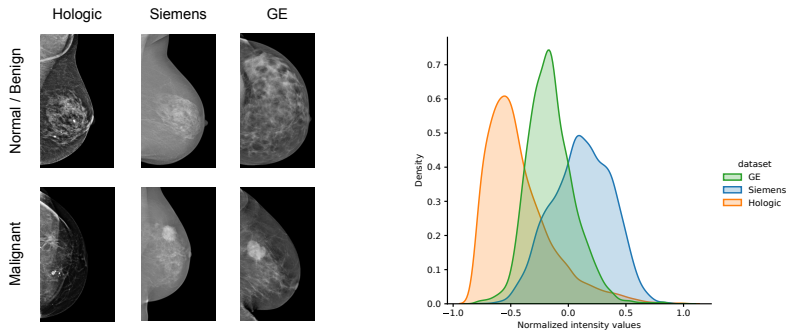 Hologic Siemens GE
Normal / Benign
Malignant
Density
0.7
0.6
0.5
0.4
0.3
0.2
0.1
0.0
−1.0 −0.5 0.0 0.5 1.0
Normalized intensity values
dataset
GE
Siemens
Hologic